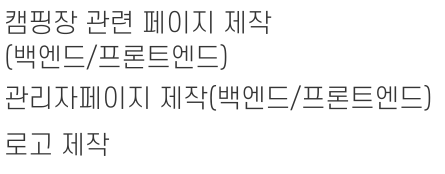 캠핑장 관련 페이지 제작
(백엔드/프론트엔드)
관리자페이지 제작(백엔드/프론트엔드)
로고 제작